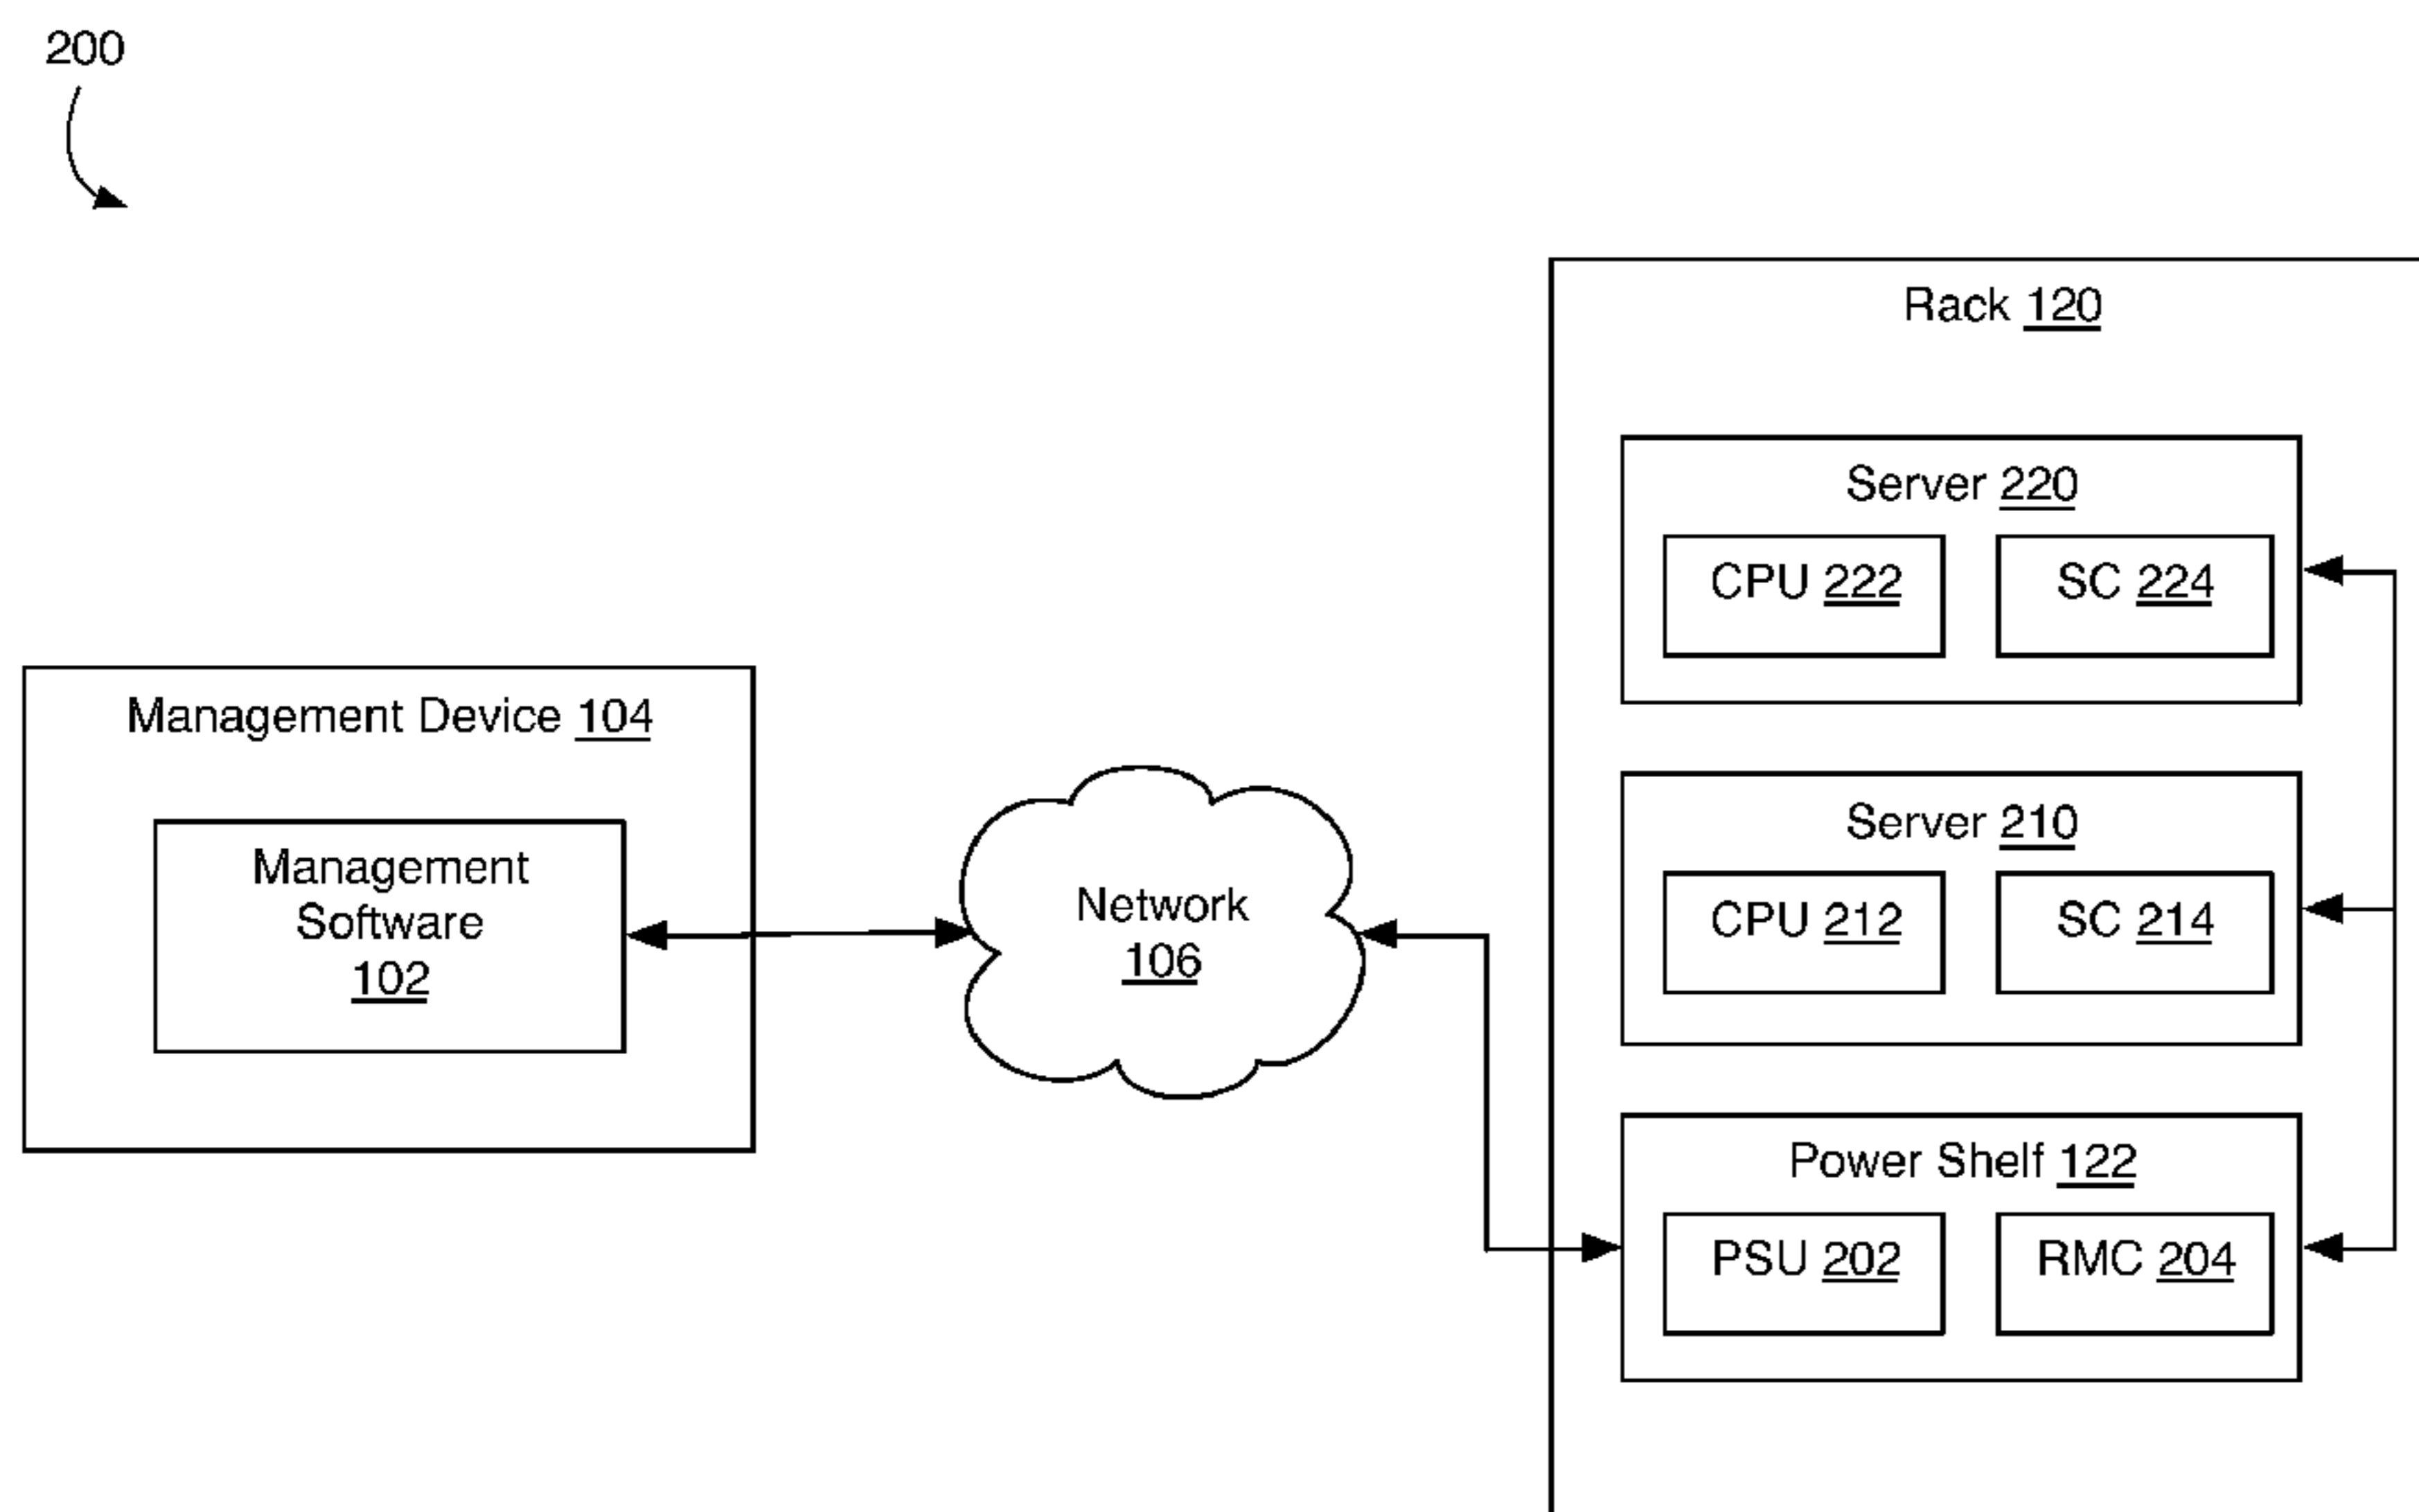 200
Rack 120
Server 220
CPU 222
SC 224
Management Device 104
Management
Software
102
Network
106
Server 210
CPU 212
SC 214
Power Shelf 122
PSU 202
RMC 204